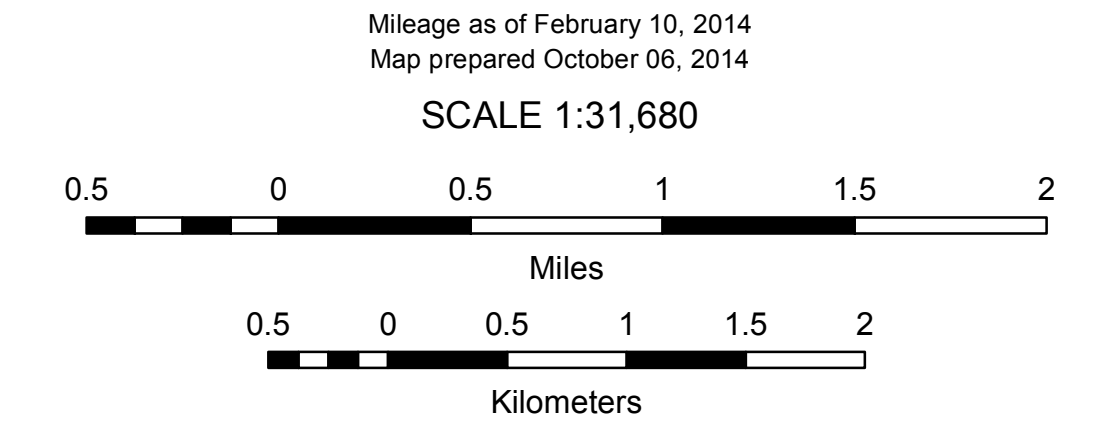 Mileage as of February 10, 2014
Map prepared October 06, 2014
SCALE 1:31,680
0.5 0 0.5 1 1.5 2
Miles
0.5 0 0.5 1 1.5 2
Kilometers